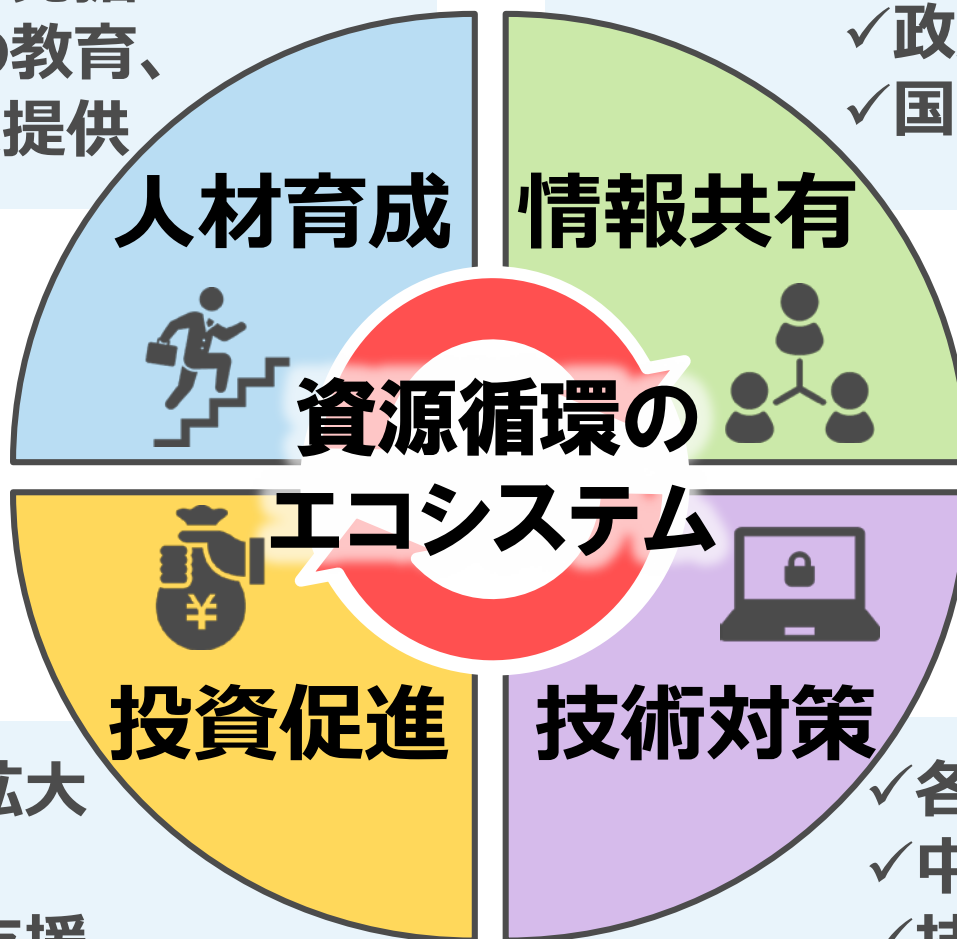 の教育、
提供
✓政
✓国
人材育成
情報共有
資源循環の
エコシステム
¥
投資促進
技術対策
拡大
✓各
✓中